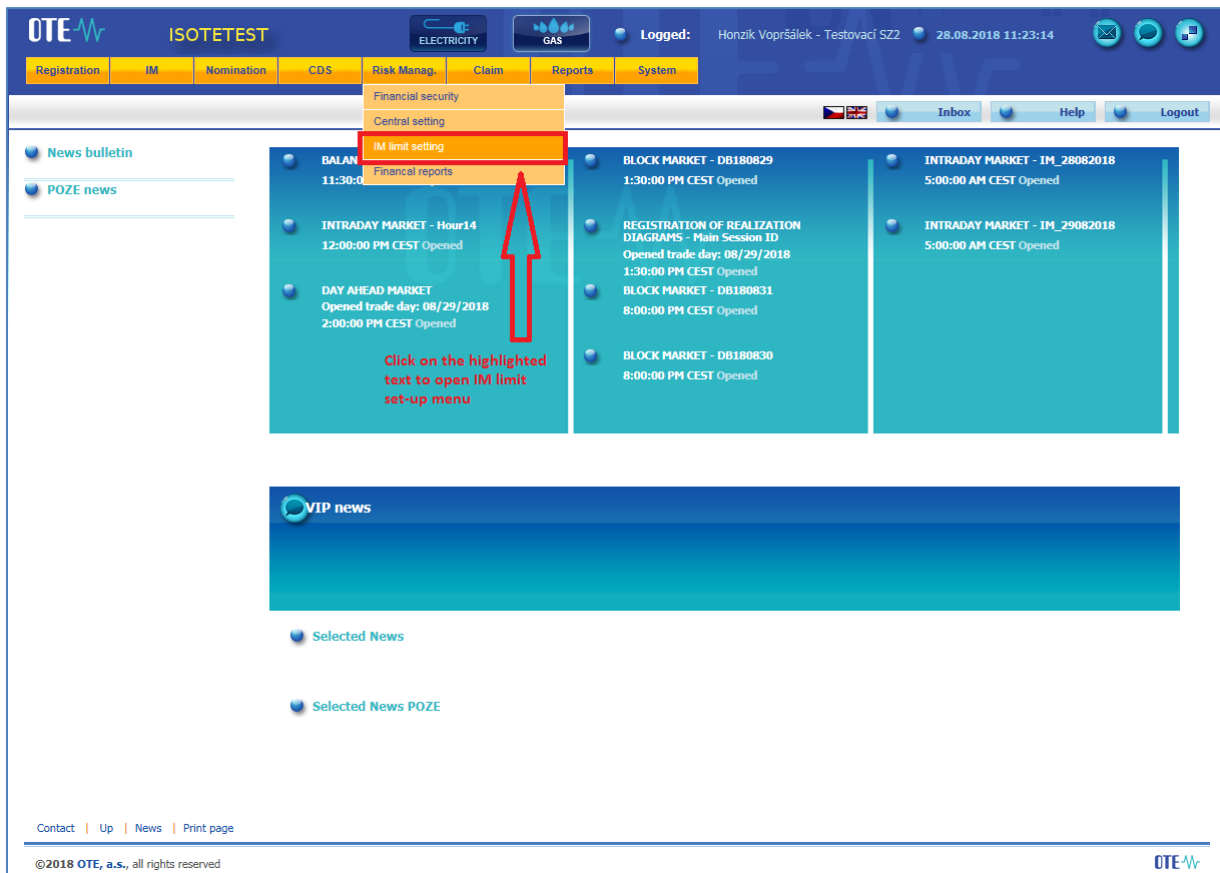 OTE
ISOTETEST
ELECTRICITY
GAS
Logged:
Honzik Vopršálek - Testovací SZ2
28.08.2018 11:23:14
Registration
IM
Nomination
CDS
Risk Manag.
Claim
Reports
System
Financial security
Central setting
IM limit setting
Financal reports
Inbox
Help
Logout
News bulletin
POZE news
BALAN
11:30:0
INTRADAY MARKET - Hour14
12:00:00 PM CEST Opened
DAY AHEAD MARKET
Opened trade day: 08/29/2018
2:00:00 PM CEST Opened
Click on the highlighted
text to open IM limit
set-up menu
BLOCK MARKET - DB180829
1:30:00 PM CEST Opened
REGISTRATION OF REALIZATION
DIAGRAMS - Main Session ID
Opened trade day: 08/29/2018
1:30:00 PM CEST Opened
BLOCK MARKET - DB180831
8:00:00 PM CEST Opened
BLOCK MARKET - DB180830
8:00:00 PM CEST Opened
INTRADAY MARKET - IM_28082018
5:00:00 AM CEST Opened
INTRADAY MARKET - IM_29082018
5:00:00 AM CEST Opened
VIP news
Selected News
Selected News POZE
Contact | Up | News | Print page
©2018 OTE, a.s., all rights reserved
OTE